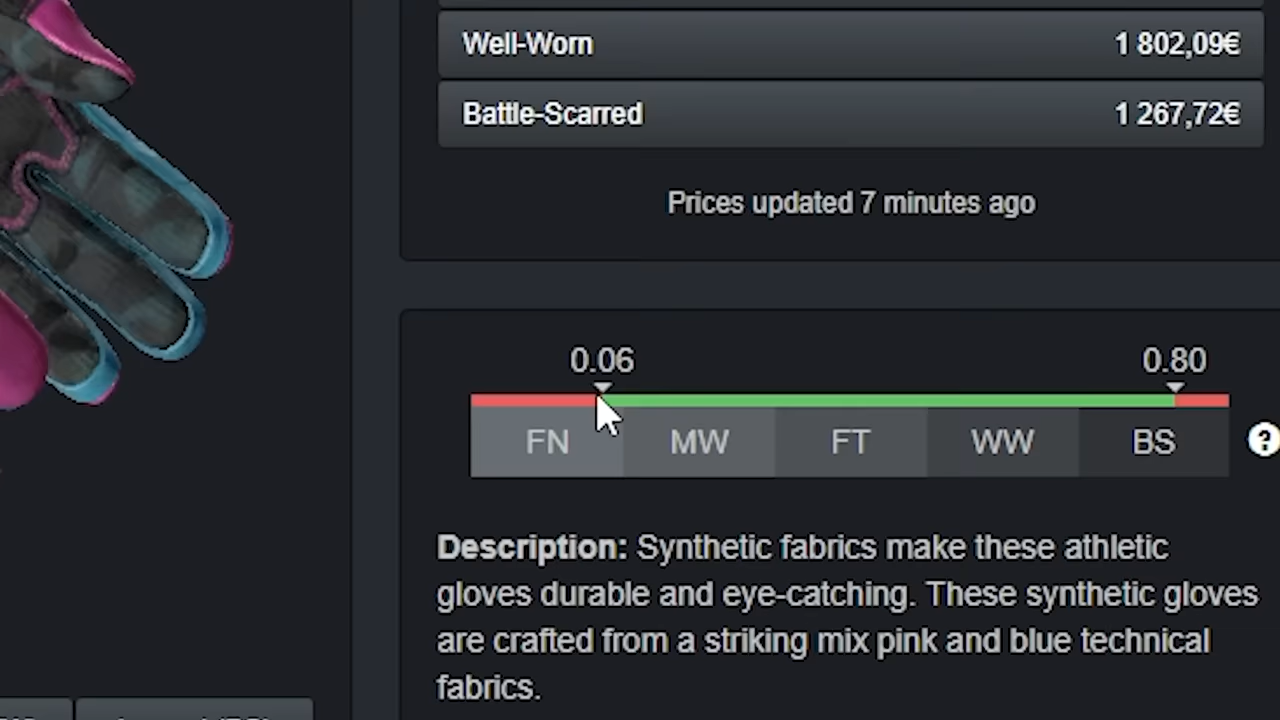 Well-Worn 1 802,09€
Battle-Scarred 1 267,72€
Prices updated 7 minutes ago
0.06 0.80
FN MW FT WW BS ?
Description: Synthetic fabrics make these athletic
gloves durable and eye-catching. These synthetic gloves
are crafted from a striking mix pink and blue technical
fabrics.